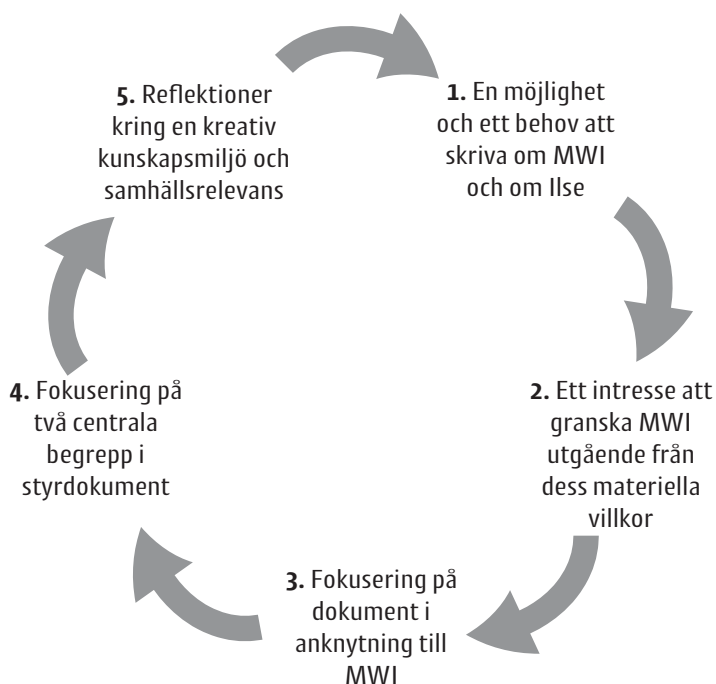 1. En möjlighet
och ett behov att
skriva om MWI
och om Ilse
2. Ett intresse att
granska MWI
utgående från
dess materiella
villkor
3. Fokusering på
dokument i
anknytning till
MWI
4. Fokusering på
två centrala
begrepp i
styrdokument
5. Reflektioner
kring en kreativ
kunskapsmiljö och
samhällsrelevans